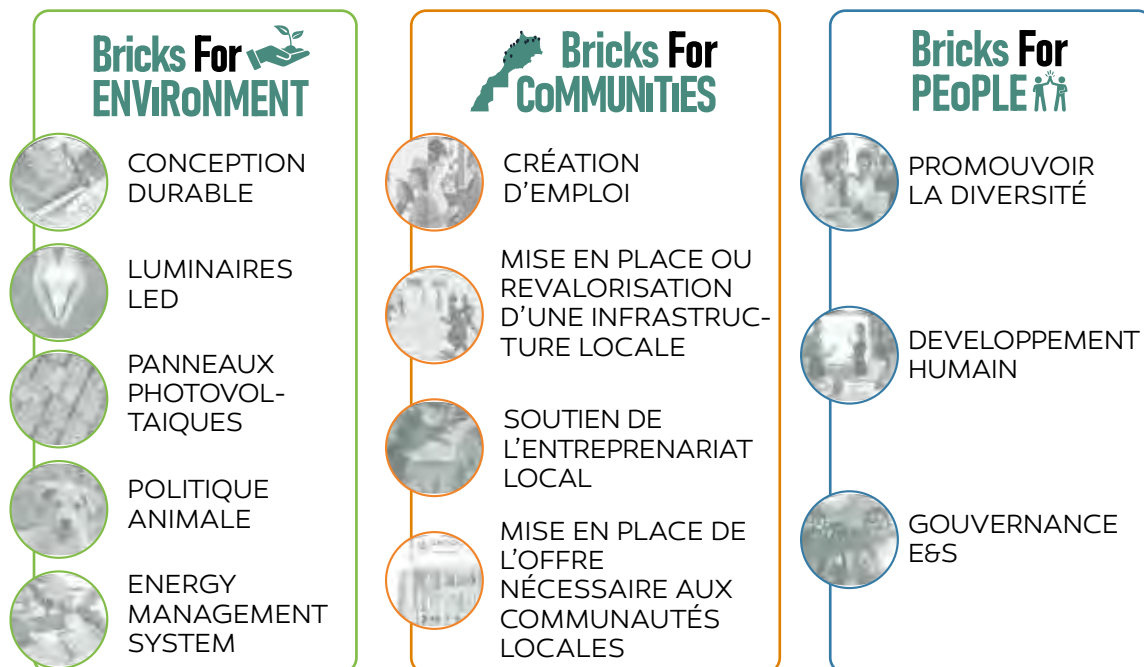 Bricks For
ENVIRoNMENT
CONCEPTION
DURABLE
LUMINAIRES
LED
PANNEAUX
PHOTOVOL-
TAIQUES
POLITIQUE
ANIMALE
ENERGY
MANAGEMENT
SYSTEM
Bricks For
CoMMUNiTIES
CRÉATION
D'EMPLOI
MISE EN PLACE OU
REVALORISATION
D'UNE INFRASTRUC-
TURE LOCALE
SOUTIEN DE
L'ENTREPRENARIAT
LOCAL
MISE EN PLACE DE
L'OFFRE
NÉCESSAIRE AUX
COMMUNAUTÉS
LOCALES
Bricks For
PEoPLE
PROMOUVOIR
LA DIVERSITÉ
DEVELOPPEMENT
HUMAIN
GOUVERNANCE
E&S